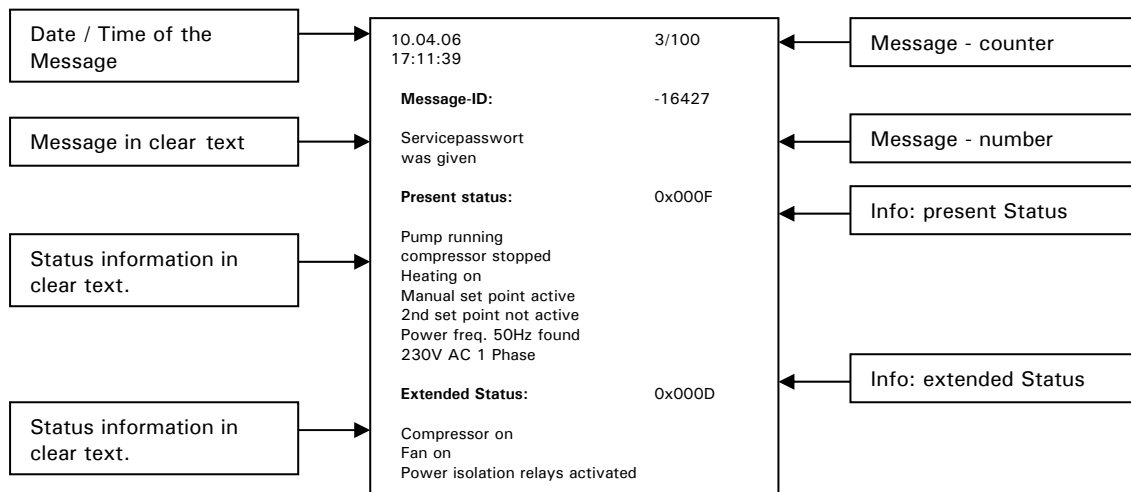 Date / Time of the
Message
Message in clear text
Status information in
clear text.
Status information in
clear text.
10.04.06 3/100
17:11:39
Message-ID: -16427
Servicepasswort
was given
Present status: 0x000F
Pump running
compressor stopped
Heating on
Manual set point active
2nd set point not active
Power freq. 50Hz found
230V AC 1 Phase
Extended Status: 0x000D
Compressor on
Fan on
Power isolation relays activated
Message - counter
Message - number
Info: present Status
Info: extended Status